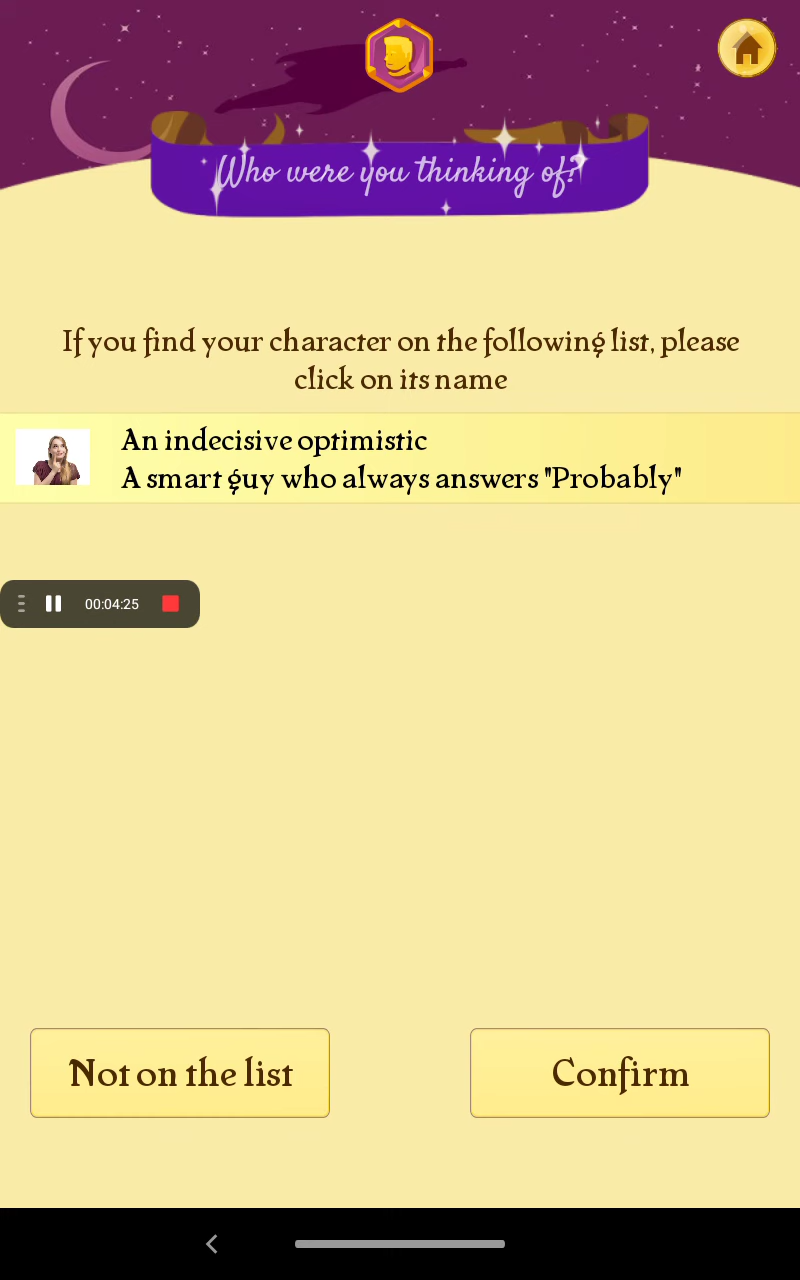 Who were you thinking of?
If you find your character on the following list, please
click on its name
An indecisive optimistic
A smart guy who always answers "Probably"
00:04:25
Not on the list
Confirm